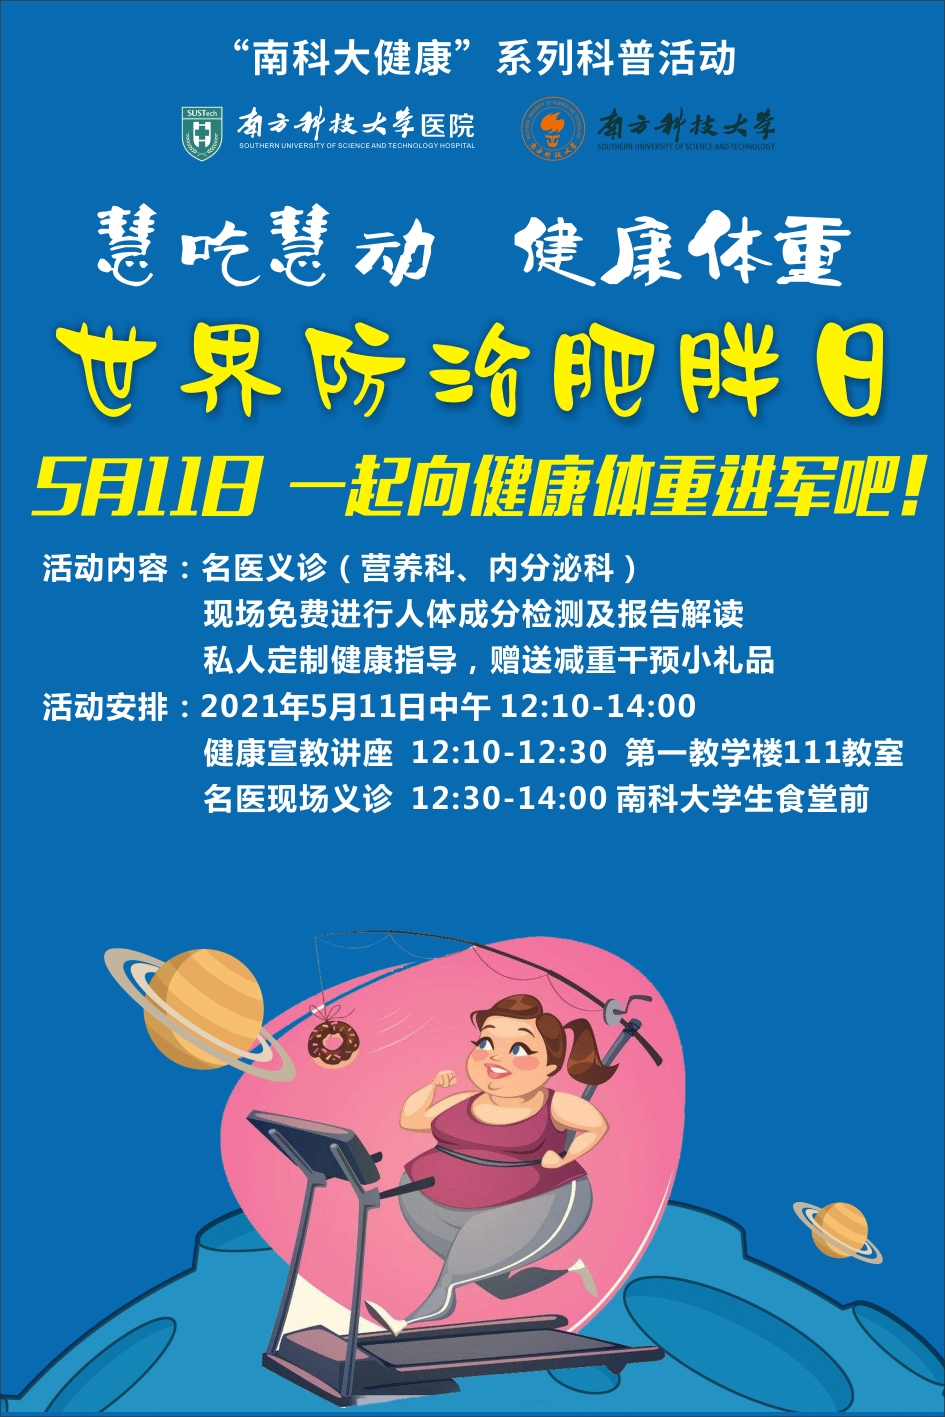 “南科大健康”系列科普活动
SUSTech
南方科技大学医院
SOUTHERN UNIVERSITY OF SCIENCE AND TECHNOLOGY HOSPITAL
南方科技大学
SOUTHERN UNIVERSITY OF SCIENCE AND TECHNOLOGY
慧吃慧动 健康体重
世界防治肥胖日
5月11日 一起向健康体重进军吧！
活动内容：名医义诊（营养科、内分泌科）
现场免费进行人体成分检测及报告解读
私人定制健康指导，赠送减重干预小礼品
活动安排：2021年5月11日中午 12:10-14:00
健康宣教讲座 12:10-12:30 第一教学楼111教室
名医现场义诊 12:30-14:00 南科大学生食堂前